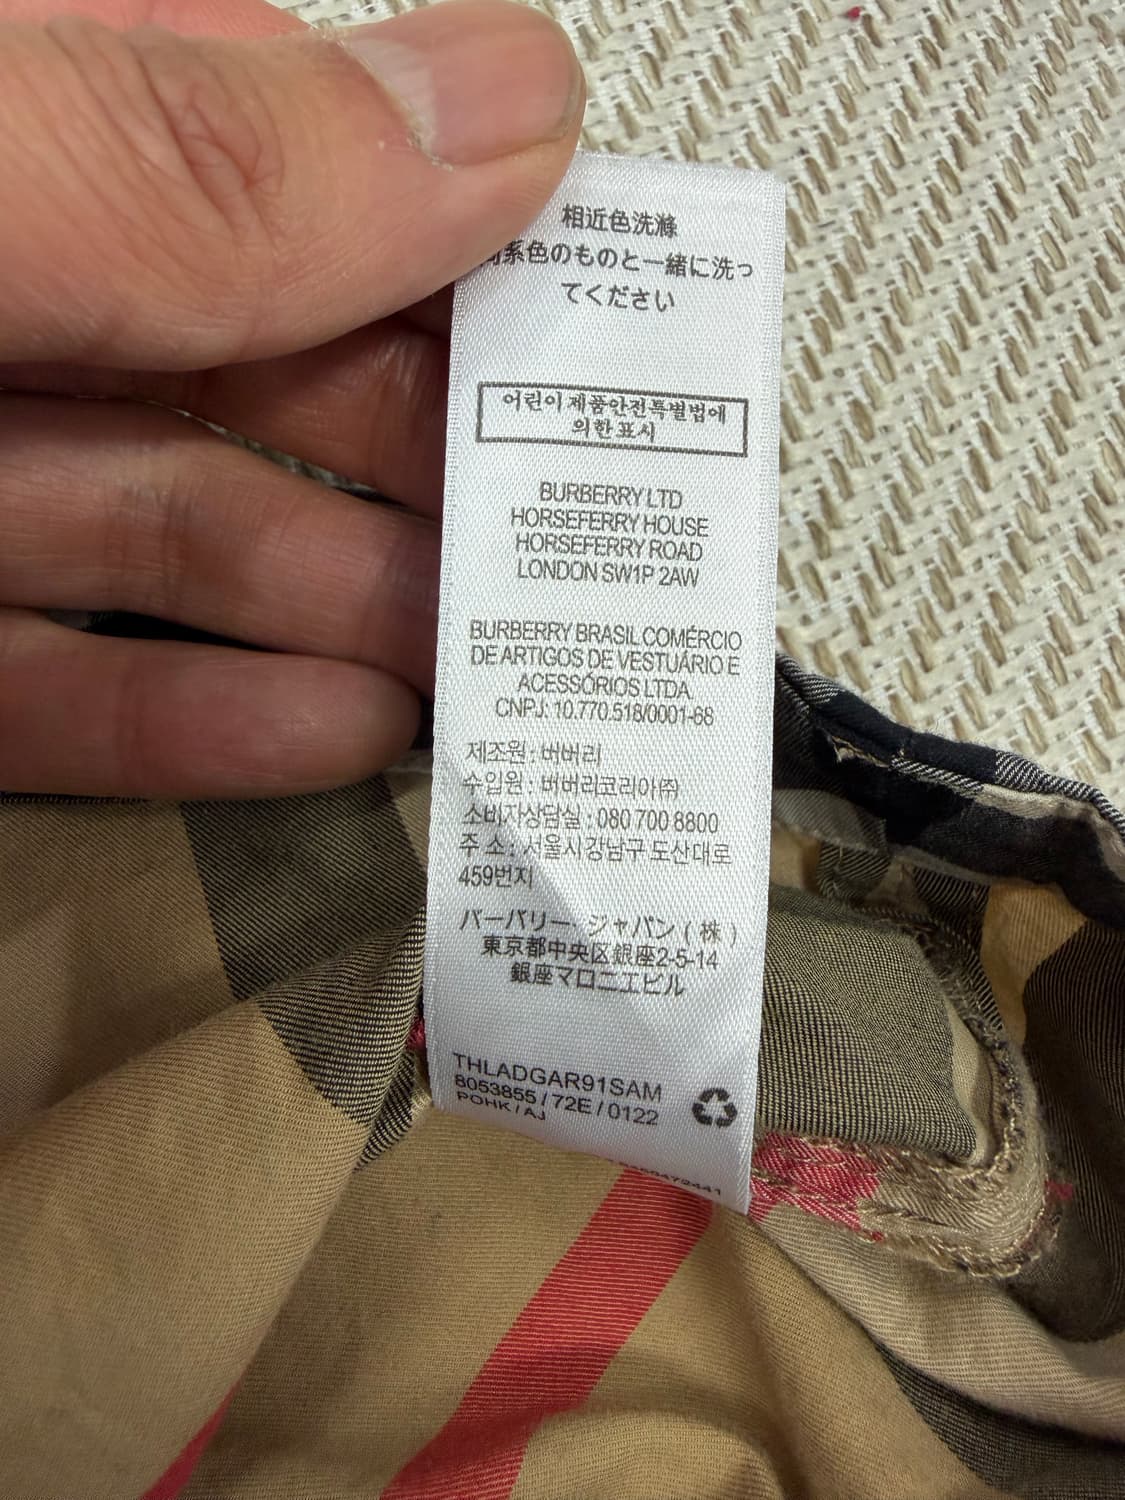 相近色洗滌
系色のものと一緒に洗っ
てください
어린이제품안전특별법에
의한표시
BURBERRY LTD
HORSEFERRY HOUSE
HORSEFERRY ROAD
LONDON SW1P 2AW
BURBERRY BRASIL COMÉRCIO
DE ARTIGOS DE VESTUÁRIO E
ACESSÓRIOS LTDA.
CNPJ: 10.770.518/0001-68
제조원 : 버버리
수입원 : 버버리코리아㈜
소비자상담실 : 080 700 8800
주 소 : 서울시강남구 도산대로
459번지
バーバリー・ジャパン ( 株 )
東京都中央区銀座2-5-14
銀座マロニエビル
THLADGAR91SAM
8053855 / 72E / 0122
POHK / AJ